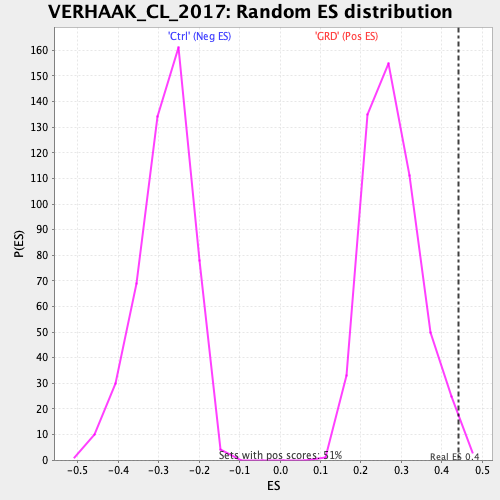 VERHAAK_CL_2017: Random ES distribution
'Ctrl' (Neg ES) 'GRD' (Pos ES)
160
150
140
130
120
110
100
90
80
70
60
50
40
30
20
10
0
P(ES)
Sets with pos scores: 51%
Real ES 0.4
-0.5 -0.4 -0.3 -0.2 -0.1 0.0 0.1 0.2 0.3 0.4 0.5
ES